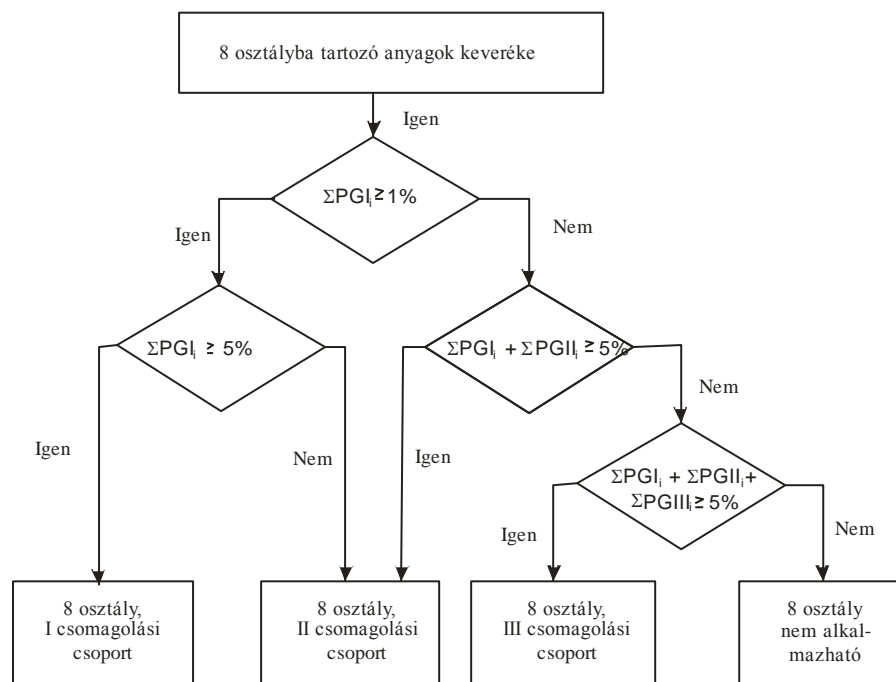 8 osztályba tartozó anyagok keveréke
Igen
ΣPGIi ≥ 1%
Igen
Nem
ΣPGIi ≥ 5%
ΣPGIi + ΣPGIIi ≥ 5%
Igen
Nem
Igen
Nem
ΣPGIi + ΣPGIIi +
ΣPGIIIi ≥ 5%
Igen
Nem
8 osztály,
I csomagolási
csoport
8 osztály,
II csomagolási
csoport
8 osztály,
III csomagolási
csoport
8 osztály
nem alkal-
mazható